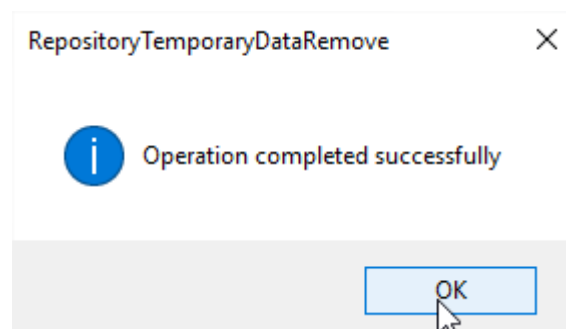 RepositoryTemporaryDataRemove
Operation completed successfully
OK